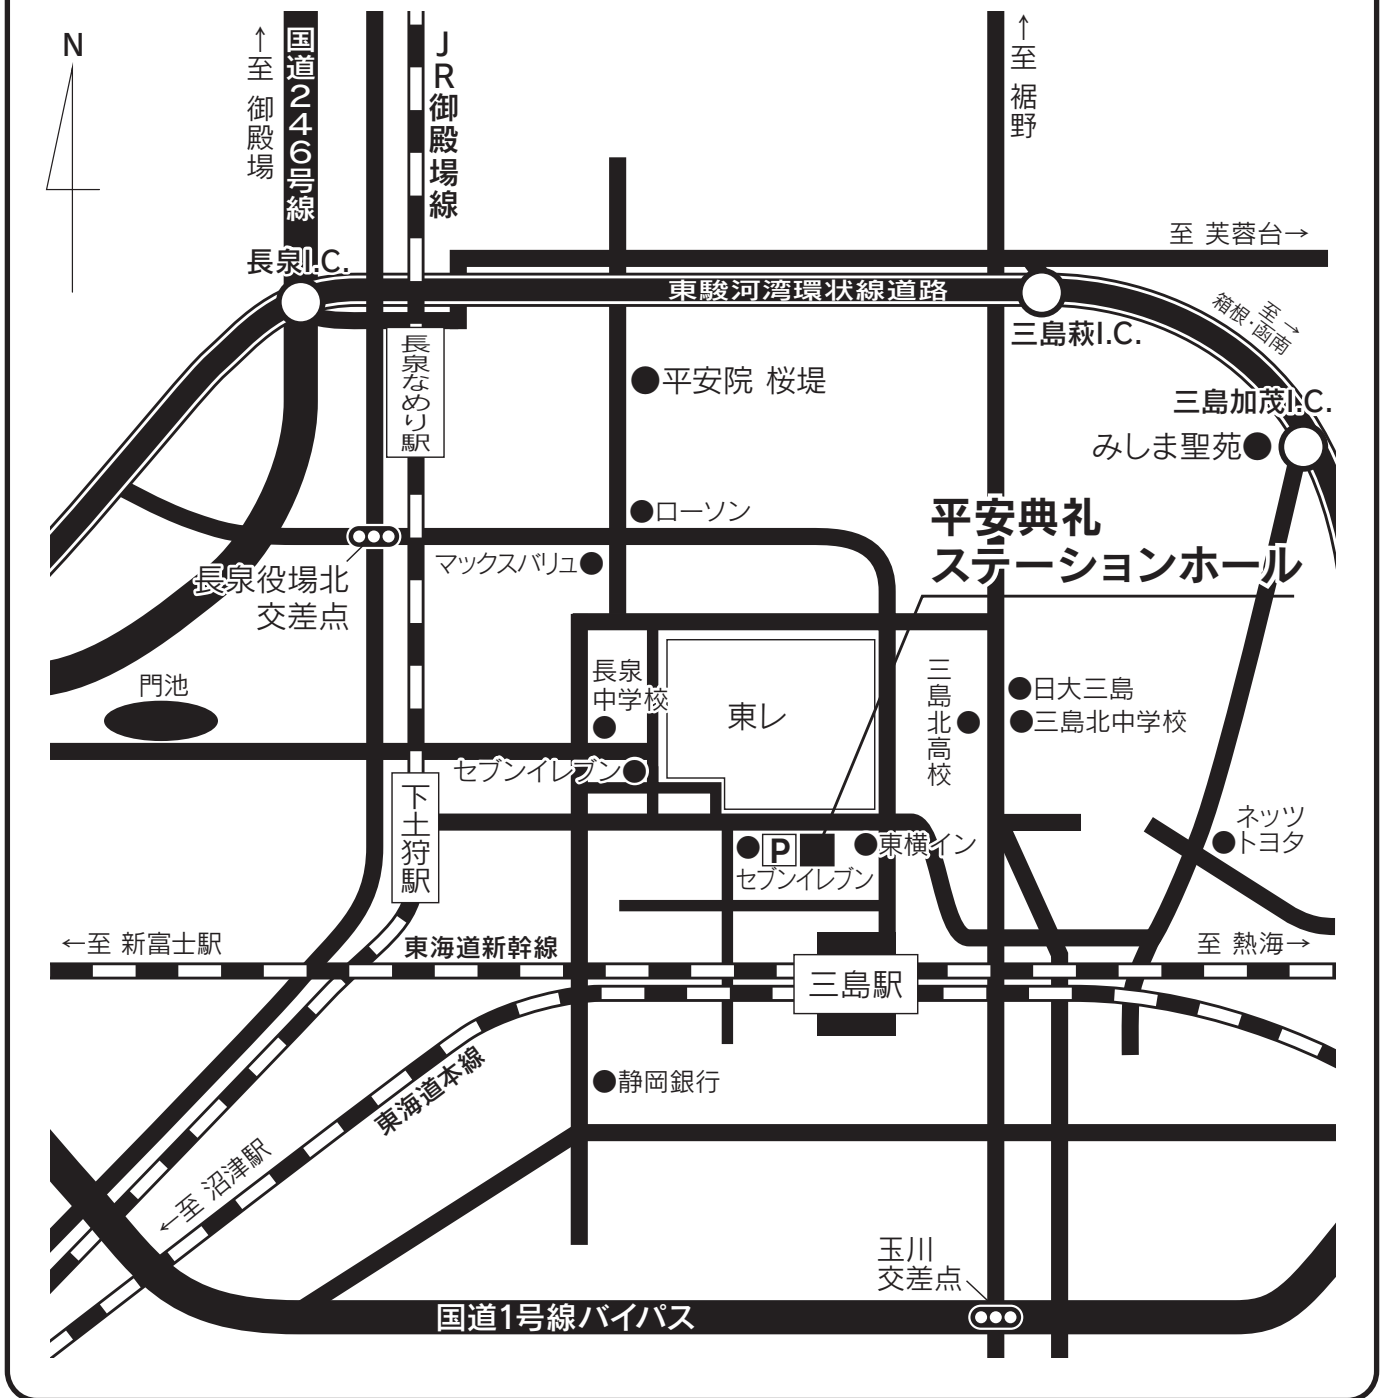 N
↑至 御殿場
国道246号線
JR御殿場線
↑至 裾野
至 芙蓉台→
長泉I.C.
東駿河湾環状線道路
三島萩I.C.
至→
箱根・函南
長泉なめり駅
平安院 桜堤
三島加茂I.C.
みしま聖苑
ローソン
平安典礼
ステーションホール
マックスバリュ
長泉役場北
交差点
長泉
中学校
三島北高校
日大三島
門池
東レ
三島北中学校
セブンイレブン
下土狩駅
ネッツ
トヨタ
P
東横イン
セブンイレブン
←至 新富士駅
東海道新幹線
至 熱海→
三島駅
静岡銀行
東海道本線
←至 沼津駅
玉川
交差点
国道1号線バイパス